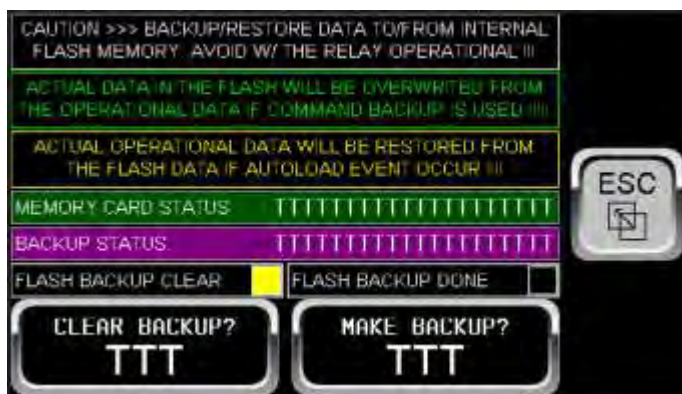 CAUTION >>> BACKUP/RESTORE DATA TO/FROM INTERNAL
FLASH MEMORY. AVOID W/ THE RELAY OPERATIONAL !!!
ACTUAL DATA IN THE FLASH WILL BE OVERWRITED FROM
THE OPERATIONAL DATA IF COMMAND BACKUP IS USED !!!!
ACTUAL OPERATIONAL DATA WILL BE RESTORED FROM
THE FLASH DATA IF AUTOLOAD EVENT OCCUR !!!
MEMORY CARD STATUS TTTTTTTTTTTTTTTTTTTT
BACKUP STATUS: TTTTTTTTTTTTTTTTTTTT
FLASH BACKUP CLEAR FLASH BACKUP DONE
CLEAR BACKUP? MAKE BACKUP?
TTT TTT
ESC